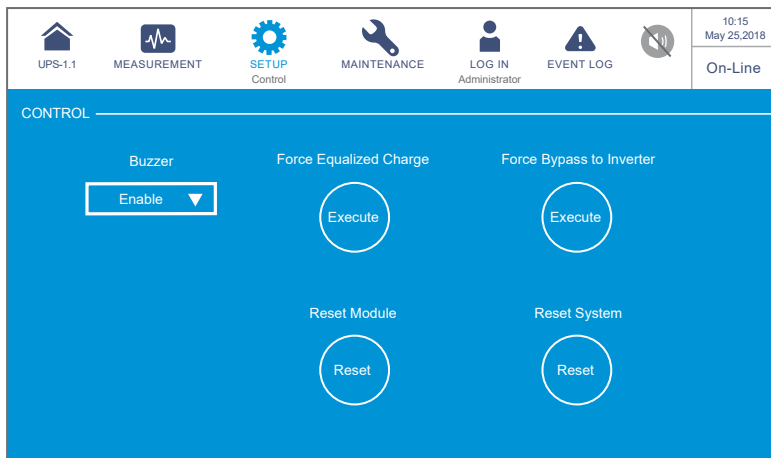 10:15
May 25,2018
UPS-1.1 MEASUREMENT SETUP MAINTENANCE LOG IN EVENT LOG
Control Administrator
On-Line
CONTROL
Buzzer Force Equalized Charge Force Bypass to Inverter
Enable
Execute Execute
Reset Module Reset System
Reset Reset